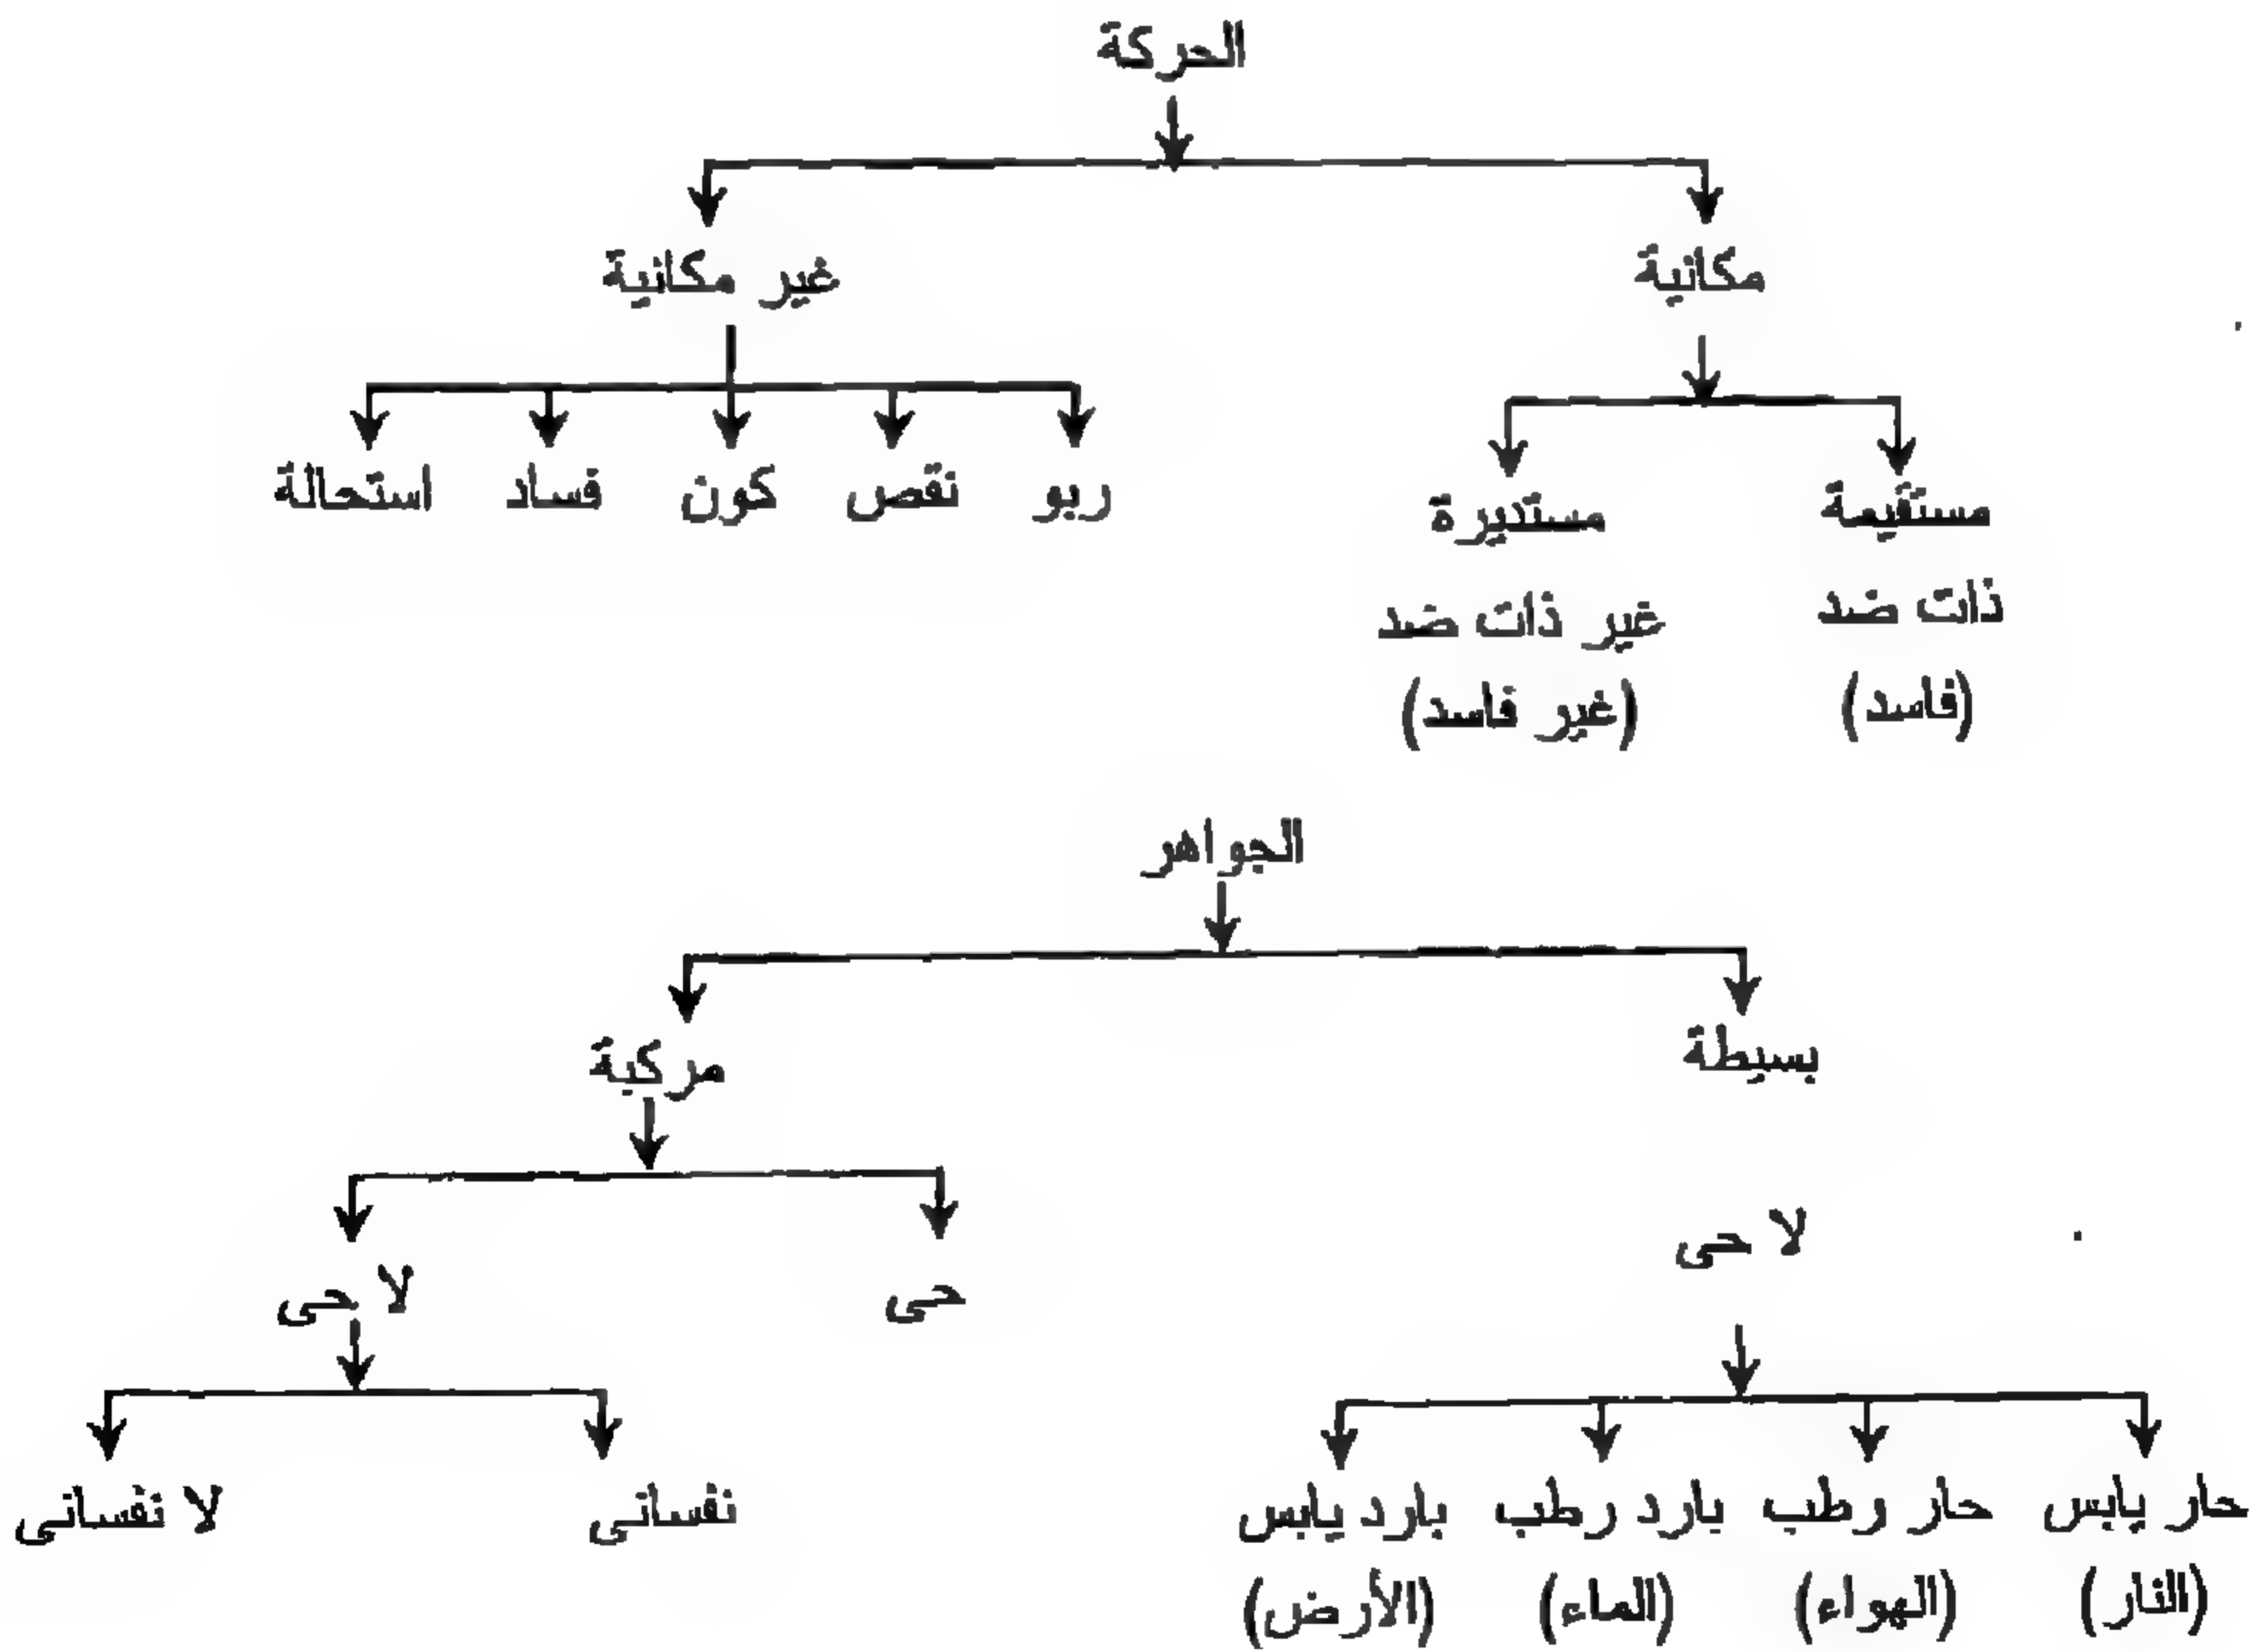 الحركة
مكانية
غير مكانية
ربو
نقص
كون
فساد
استحالة
مستقيمة
مستديرة
ذات ضد
غير ذات ضد
(فاسد)
(غير فاسد)
الجواهر
بسيطة
مركبة
لا حى
حى
لا حى
حار يابس
حار رطب
بارد رطب
بارد يابس
نفسانى
لا نفسانى
(النار)
(الهواء)
(الماء)
(الأرض)